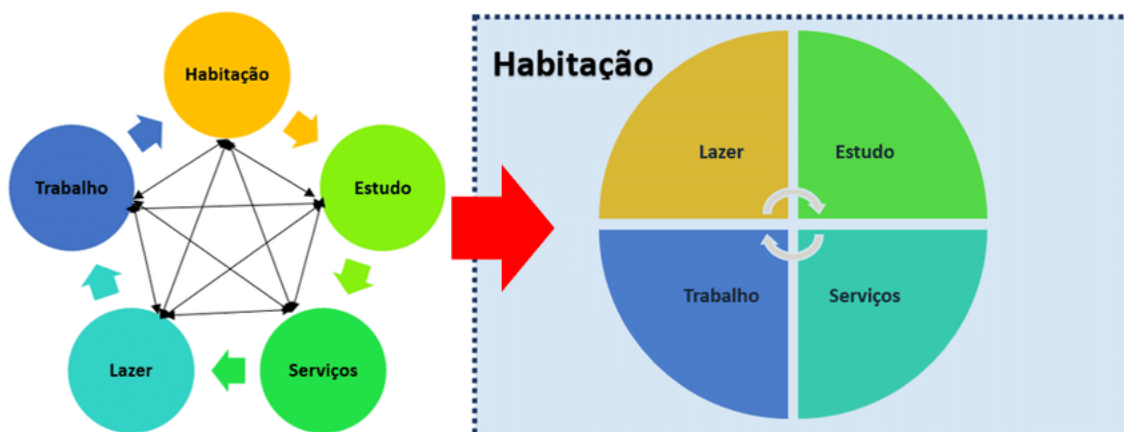 Habitação
Trabalho
Estudo
Lazer
Serviços
Habitação
Lazer
Estudo
Trabalho
Serviços